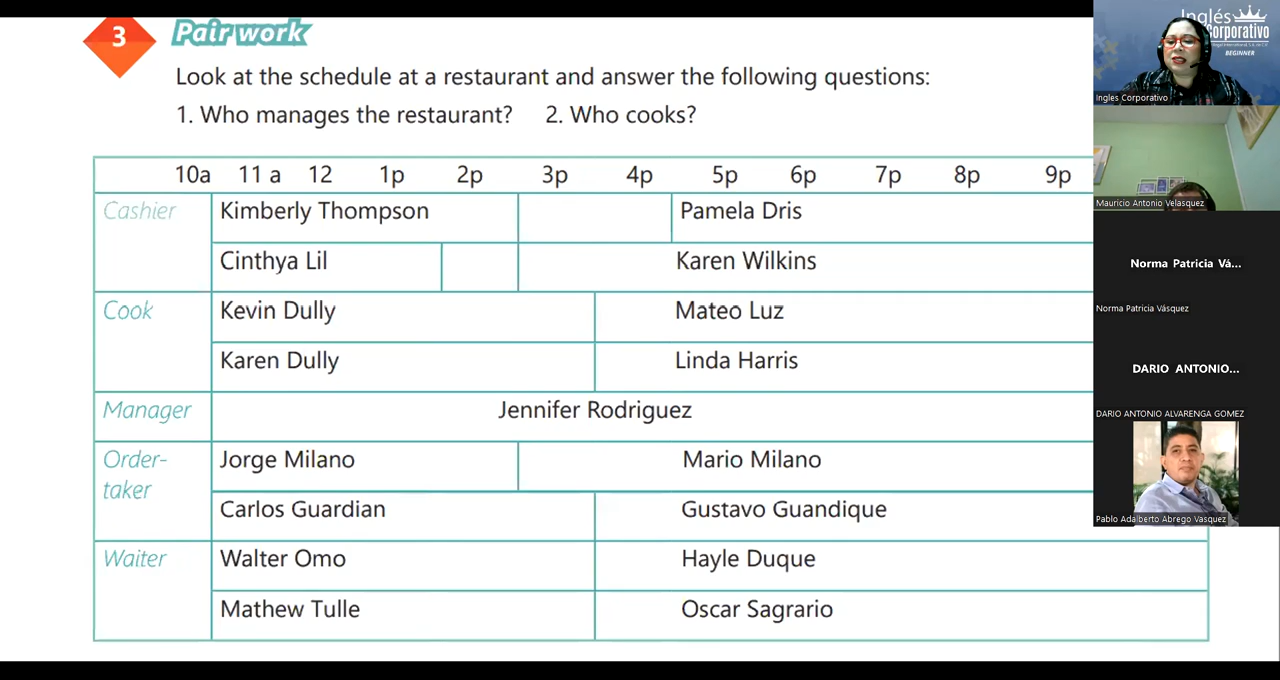 3
Pair work
Look at the schedule at a restaurant and answer the following questions:
1. Who manages the restaurant? 2. Who cooks?
10a 11 a 12 1p 2p 3p 4p 5p 6p 7p 8p 9p
Cashier Kimberly Thompson Pamela Dris
Cinthya Lil Karen Wilkins
Cook Kevin Dully Mateo Luz
Karen Dully Linda Harris
Manager Jennifer Rodriguez
Order-
taker
Jorge Milano Mario Milano
Carlos Guardian Gustavo Guandique
Waiter Walter Omo Hayle Duque
Mathew Tulle Oscar Sagrario
Inglés
Corporativo
BEGINNER
Ingles Corporativo
Mauricio Antonio Velasquez
Norma Patricia Vá...
Norma Patricia Vásquez
DARIO ANTONIO...
DARIO ANTONIO ALVARENGA GOMEZ
Pablo Adalberto Abrego Vasquez